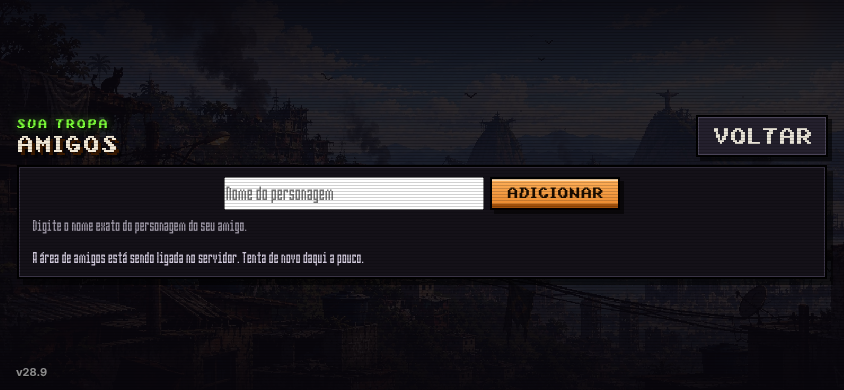 SUA TROPA
AMIGOS
VOLTAR
Nome do personagem
ADICIONAR
Digite o nome exato do personagem do seu amigo.
A área de amigos está sendo ligada no servidor. Tenta de novo daqui a pouco.
v28.9